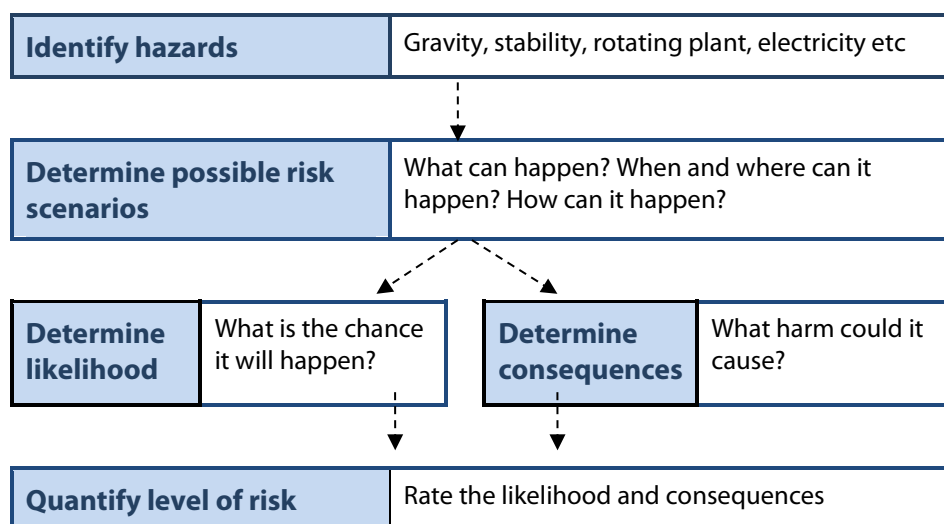 Identify hazards
Gravity, stability, rotating plant, electricity etc
Determine possible risk
scenarios
What can happen? When and where can it
happen? How can it happen?
Determine
likelihood
What is the chance
it will happen?
Determine
consequences
What harm could it
cause?
Quantify level of risk
Rate the likelihood and consequences